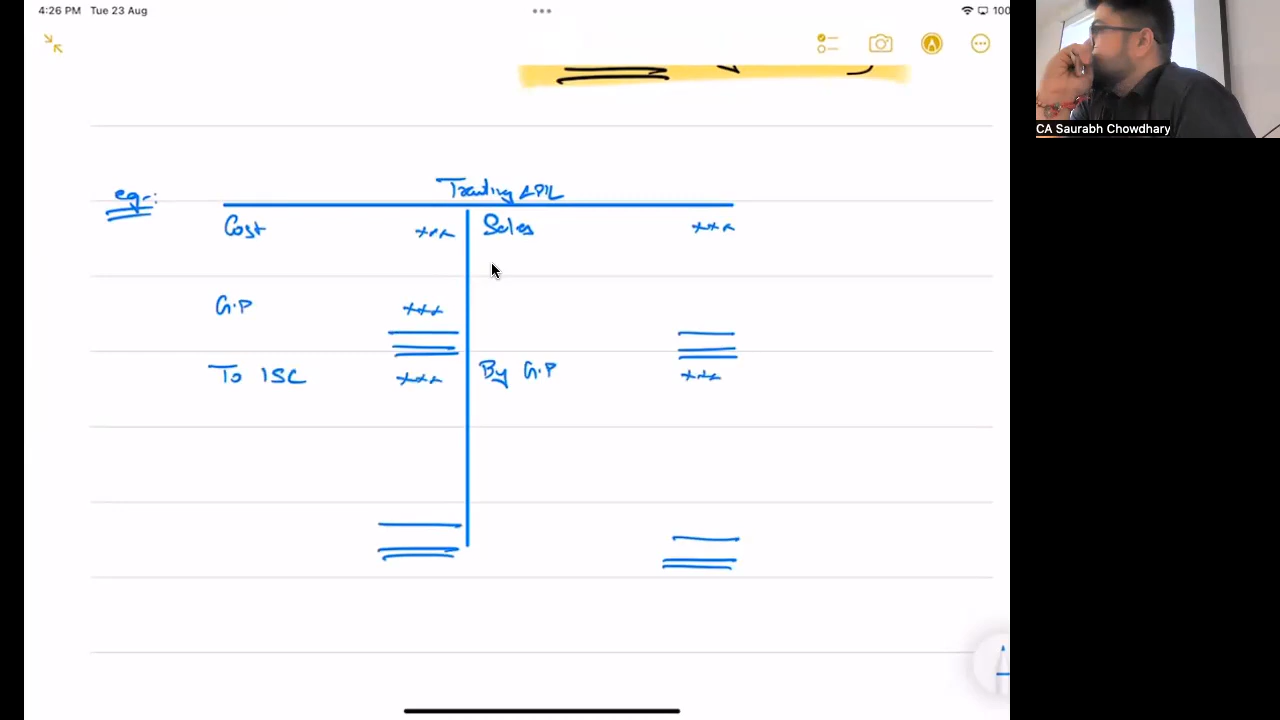 4:26 PM Tue 23 Aug
100
CA Saurabh Chowdhary
eg-:
Trading &P/L
Cost xxx Sales xxx
G.P xxx
To ISC xxx By G.P xxx